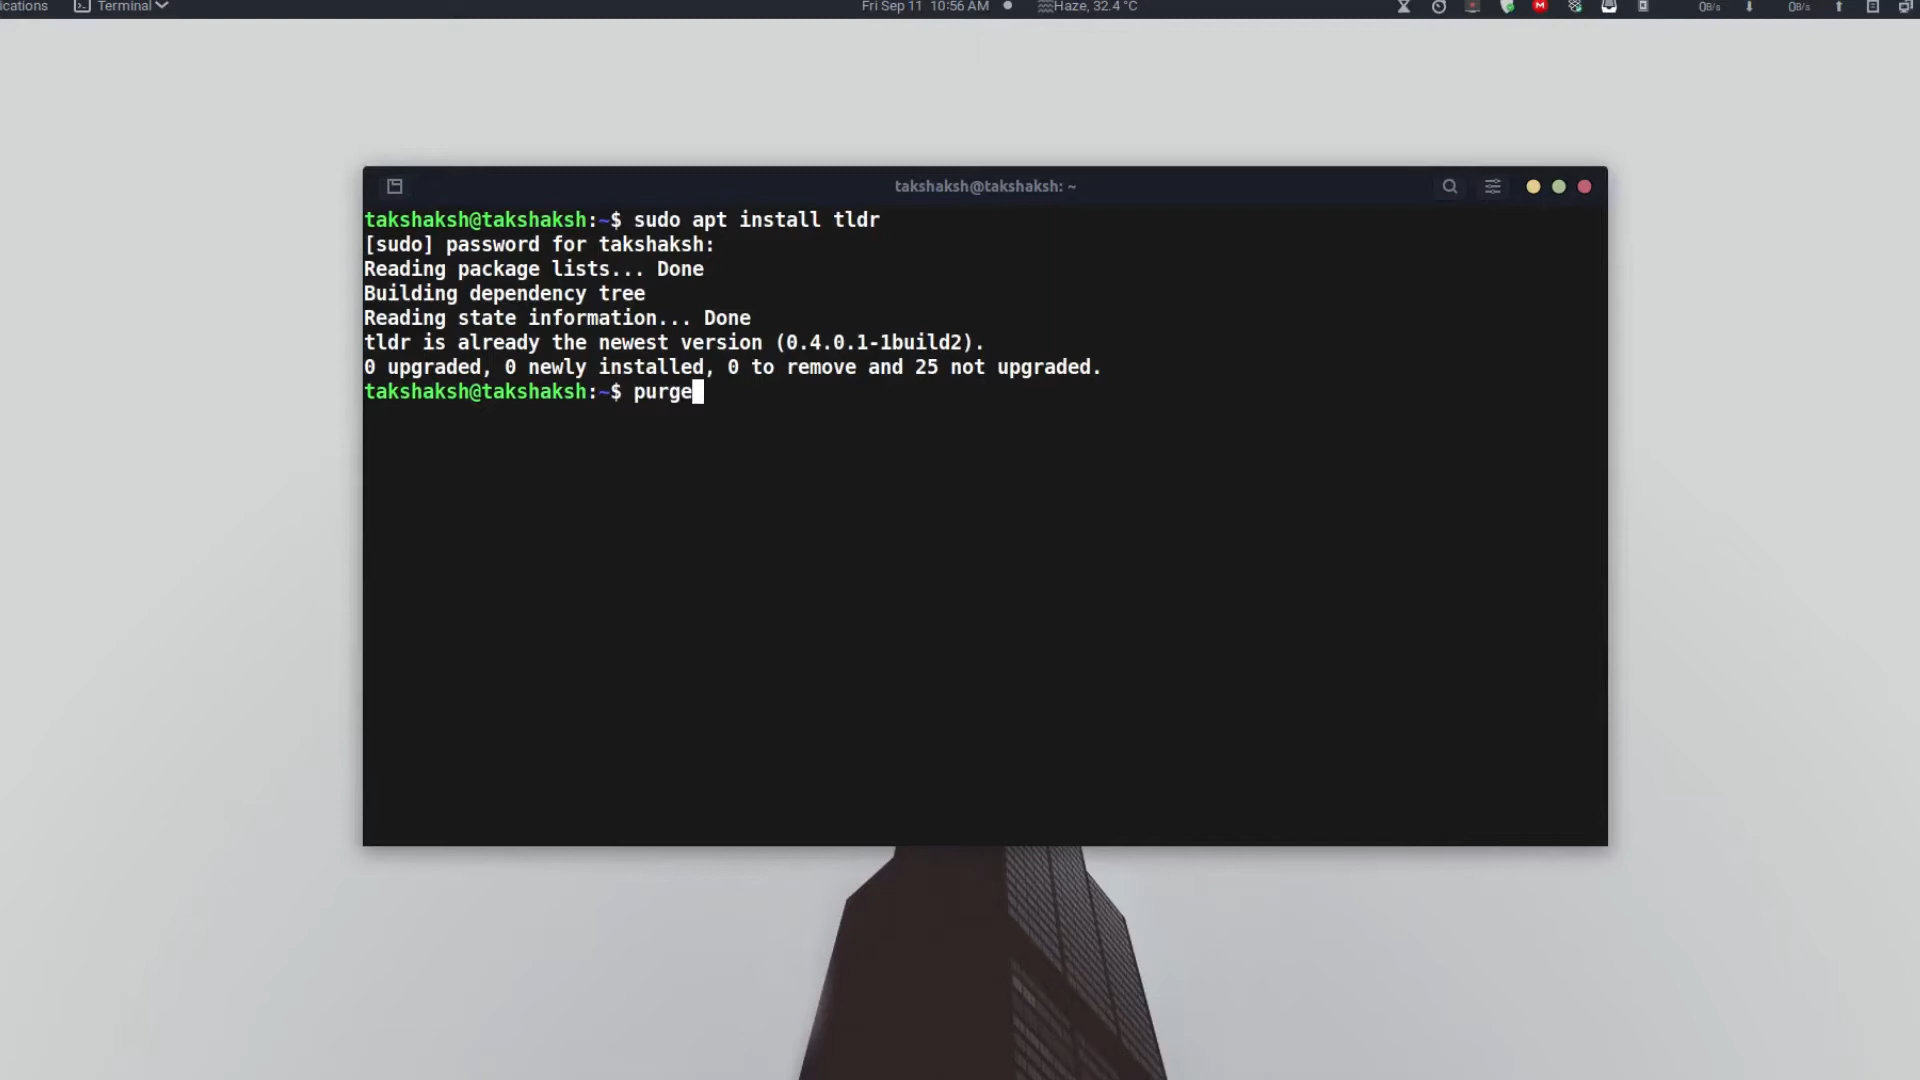 ications Terminal Fri Sep 11 10:56 AM Haze, 32.4 °C 0B/s 0B/s
takshaksh@takshaksh: ~
takshaksh@takshaksh:~$ sudo apt install tldr
[sudo] password for takshaksh:
Reading package lists... Done
Building dependency tree
Reading state information... Done
tldr is already the newest version (0.4.0.1-1build2).
0 upgraded, 0 newly installed, 0 to remove and 25 not upgraded.
takshaksh@takshaksh:~$ purge